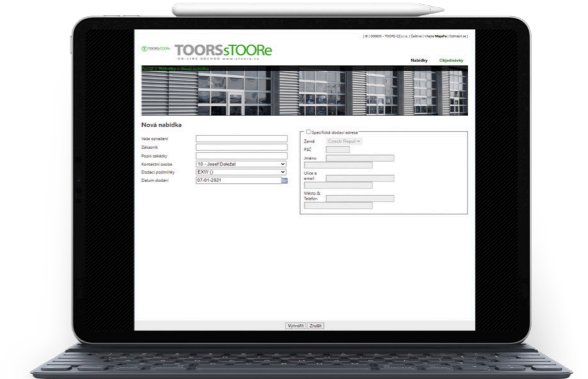 TOORSsTOORe
Nabídky Objednávky
Nová nabídka
Vaše označení
Zákazník
Popis zakázky
Kontaktní osoba 10 - Josef Doležal
Dodací podmínky EXW ()
Datum dodání 07-01-2021
Specifická dodací adresa
Země Czech Republ
PSČ
Jméno
Ulice a
email
Město &
Telefon
Vytvořit Zrušit